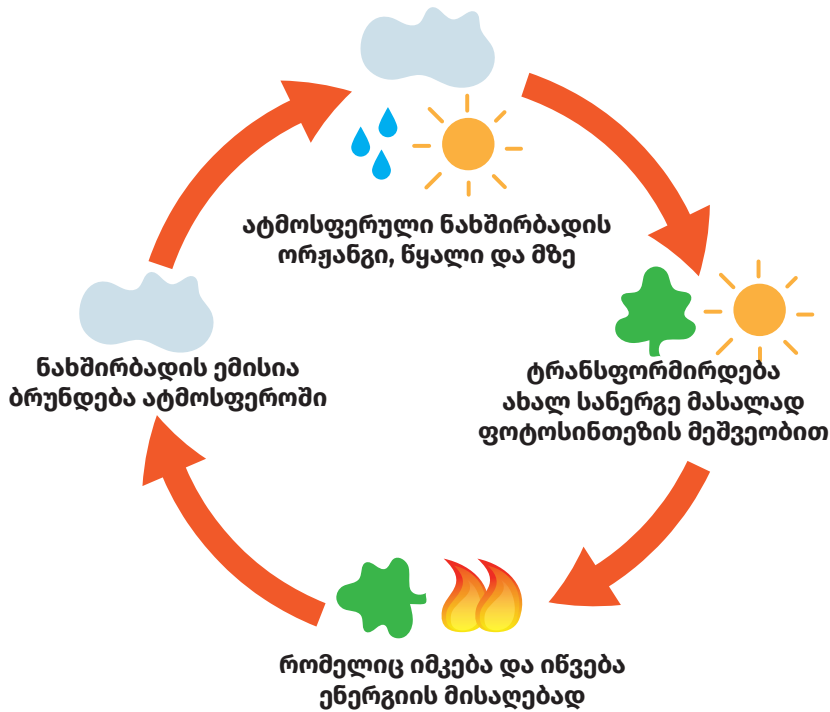 ატმოსფერული ნახშირბადის
ორჟანგი, წყალი და მზე
ტრანსფორმირდება
ახალ სანერგე მასალად
ფოტოსინთეზის მეშვეობით
რომელიც იმკება და იწვება
ენერგიის მისაღებად
ნახშირბადის ემისია
ბრუნდება ატმოსფეროში